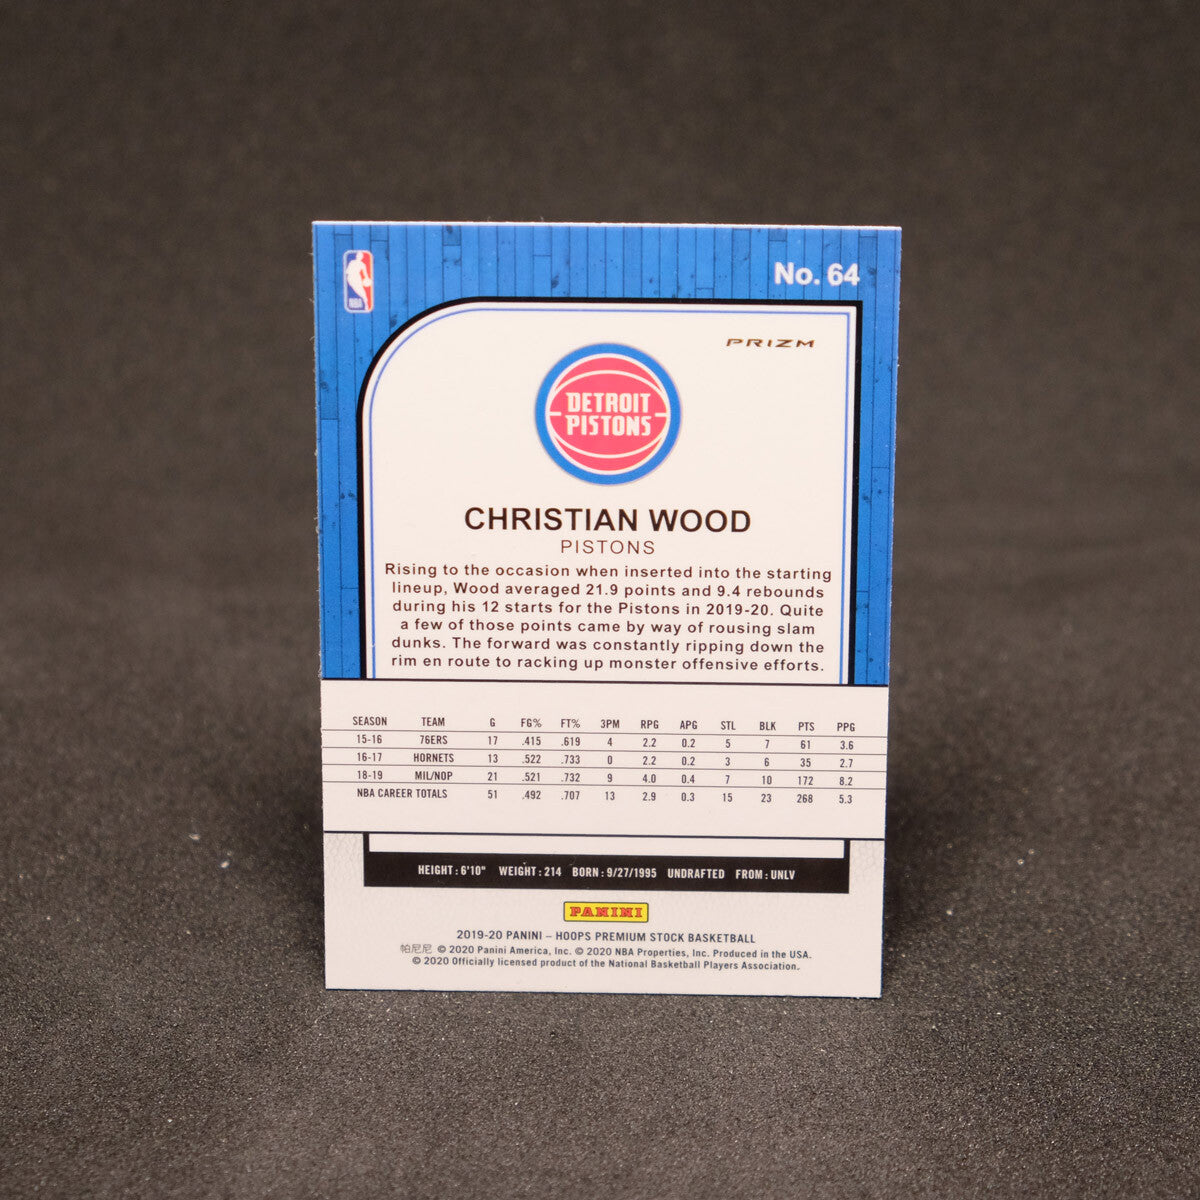 NBA
No. 64
PRIZM
DETROIT
PISTONS
CHRISTIAN WOOD
PISTONS
Rising to the occasion when inserted into the starting
lineup, Wood averaged 21.9 points and 9.4 rebounds
during his 12 starts for the Pistons in 2019-20. Quite
a few of those points came by way of rousing slam
dunks. The forward was constantly ripping down the
rim en route to racking up monster offensive efforts.
SEASON TEAM G FG% FT% 3PM RPG APG STL BLK PTS PPG
15-16 76ERS 17 .415 .619 4 2.2 0.2 5 7 61 3.6
16-17 HORNETS 13 .522 .733 0 2.2 0.2 3 6 35 2.7
18-19 MIL/NOP 21 .521 .732 9 4.0 0.4 7 10 172 8.2
NBA CAREER TOTALS 51 .492 .707 13 2.9 0.3 15 23 268 5.3
HEIGHT: 6'10" WEIGHT: 214 BORN: 9/27/1995 UNDRAFTED FROM: UNLV
PANINI
2019-20 PANINI – HOOPS PREMIUM STOCK BASKETBALL
帕尼尼 © 2020 Panini America, Inc. © 2020 NBA Properties, Inc. Produced in the USA.
© 2020 Officially licensed product of the National Basketball Players Association.